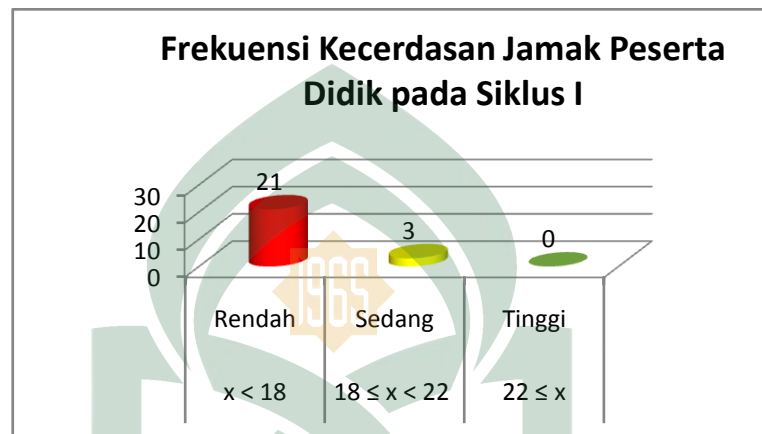 Frekuensi Kecerdasan Jamak Peserta
Didik pada Siklus I
30
20
10
0
21
3
0
Rendah
Sedang
Tinggi
x < 18
18 ≤ x < 22
22 ≤ x
1965